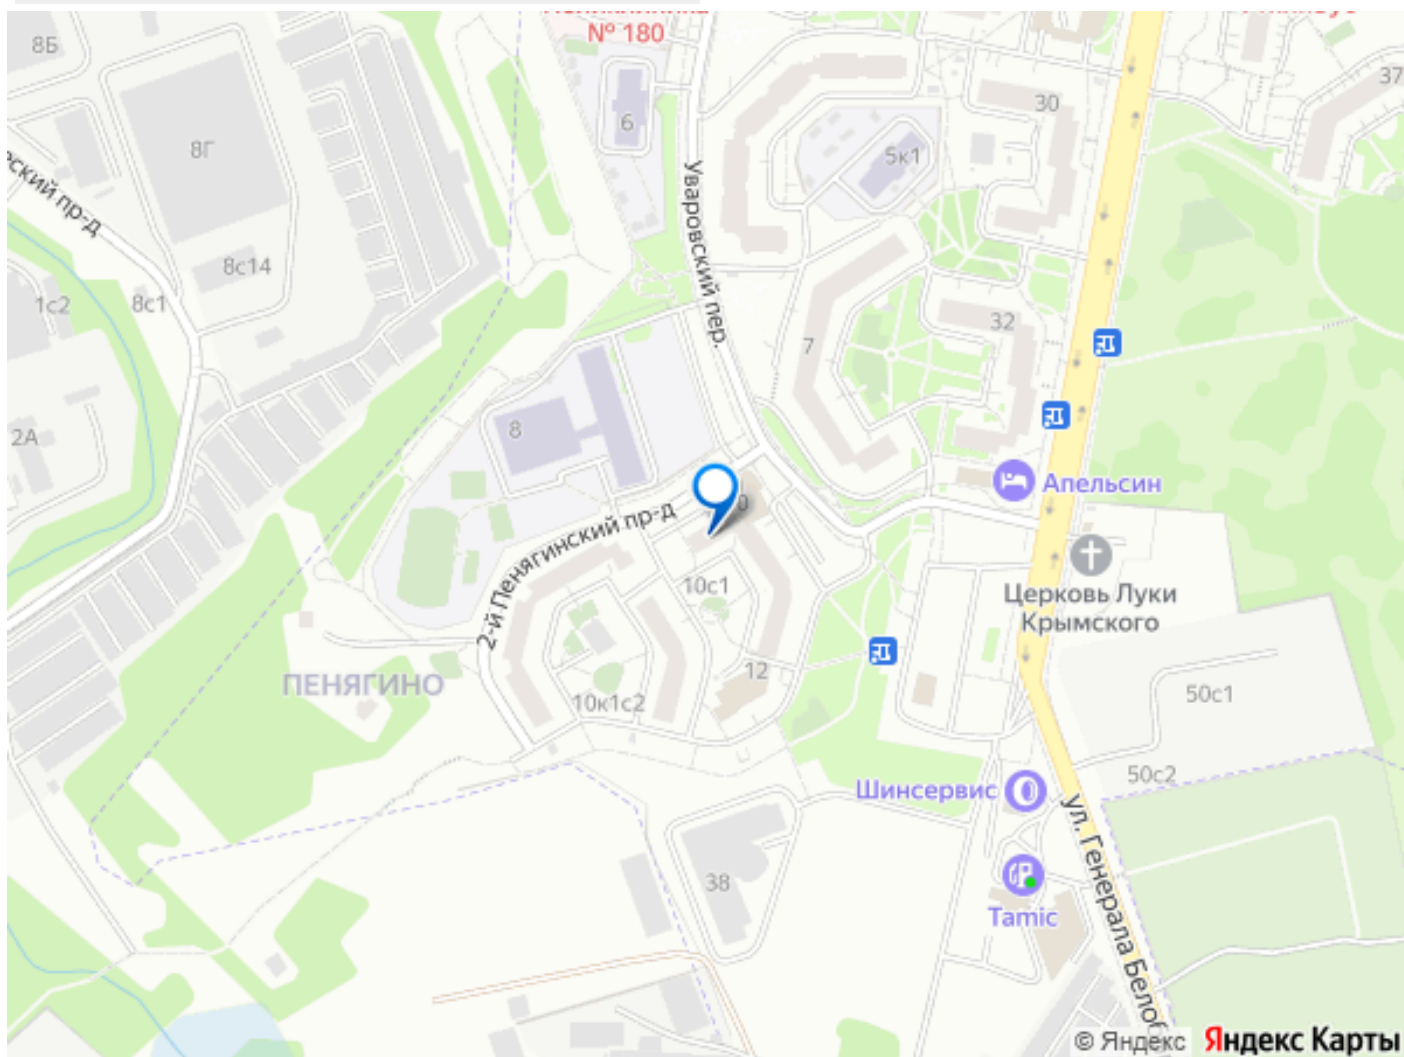 № 180
8Б
37
30
6
8Г
5к1
еский пр-д
Уваровский пер.
8с14
1с2
8с1
32
7
8
2А
Апельсин
2-й Пенягинский пр-д
10с1
Церковь Луки
Крымского
12
ПЕНЯГИНО
10к1с2
50с1
50с2
Шинсервис
38
Tamic
ул. Генерала Белоб
© Яндекс Яндекс Карты